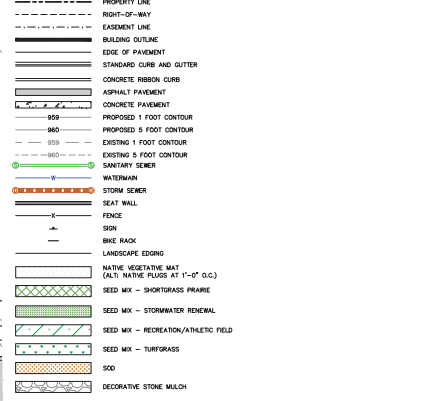 PROPERTY LINE
RIGHT-OF-WAY
EASEMENT LINE
BUILDING OUTLINE
EDGE OF PAVEMENT
STANDARD CURB AND GUTTER
CONCRETE RIBBON CURB
ASPHALT PAVEMENT
CONCRETE PAVEMENT
959 PROPOSED 1 FOOT CONTOUR
960 PROPOSED 5 FOOT CONTOUR
959 EXISTING 1 FOOT CONTOUR
960 EXISTING 5 FOOT CONTOUR
S S SANITARY SEWER
W WATERMAIN
STORM SEWER
SEAT WALL
X FENCE
SIGN
BIKE RACK
LANDSCAPE EDGING
NATIVE VEGETATIVE MAT
(ALT: NATIVE PLUGS AT 1'-0" O.C.)
SEED MIX - SHORTGRASS PRAIRIE
SEED MIX - STORMWATER RENEWAL
SEED MIX - RECREATION/ATHLETIC FIELD
SEED MIX - TURFGRASS
SOD
DECORATIVE STONE MULCH